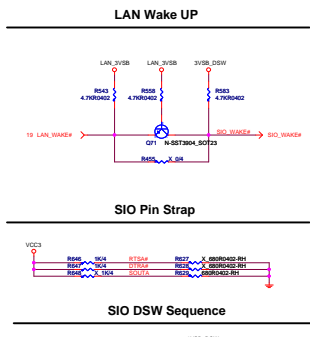 LAN Wake UP
LAN_3VSB LAN_3VSB 3VSB_DSW
R543 R558 R583
4.7KR0402 4.7KR0402 4.7KR0402
19 LAN_WAKE# SIO_WAKE# SIO_WAKE#
Q71 N-SST3904_SOT23
R455 X_0/4
SIO Pin Strap
VCC3
R646 1K/4 RTSA# R627 X_680R0402-RH
R647 1K/4 DTRA# R628 X_680R0402-RH
R648 X_1K/4 SOUTA R629 680R0402-RH
SIO DSW Sequence